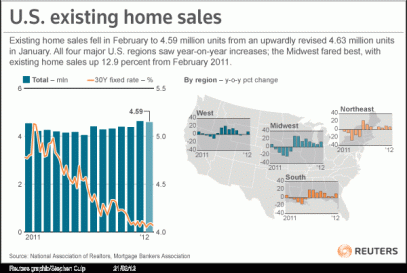 U.S. existing home sales
Existing home sales fell in February to 4.59 million units from an upwardly revised 4.63 million units
in January. All four major U.S. regions saw year-on-year increases; the Midwest fared best, with
existing home sales up 12.9 percent from February 2011.
Total – mln
30Y fixed rate – %
By region – y-o-y pct change
6
5.5
4.59
4
5.0
2
4.5
0
4.0
2011
'12
West
40
20
0
-20
-40
2011
'12
Midwest
40
20
0
-20
-40
2011
'12
Northeast
40
20
0
-20
-40
2011
'12
South
40
20
0
-20
-40
2011
'12
Source: National Association of Realtors, Mortgage Bankers Association
REUTERS
Reuters graphic/Stephen Culp
21/03/12